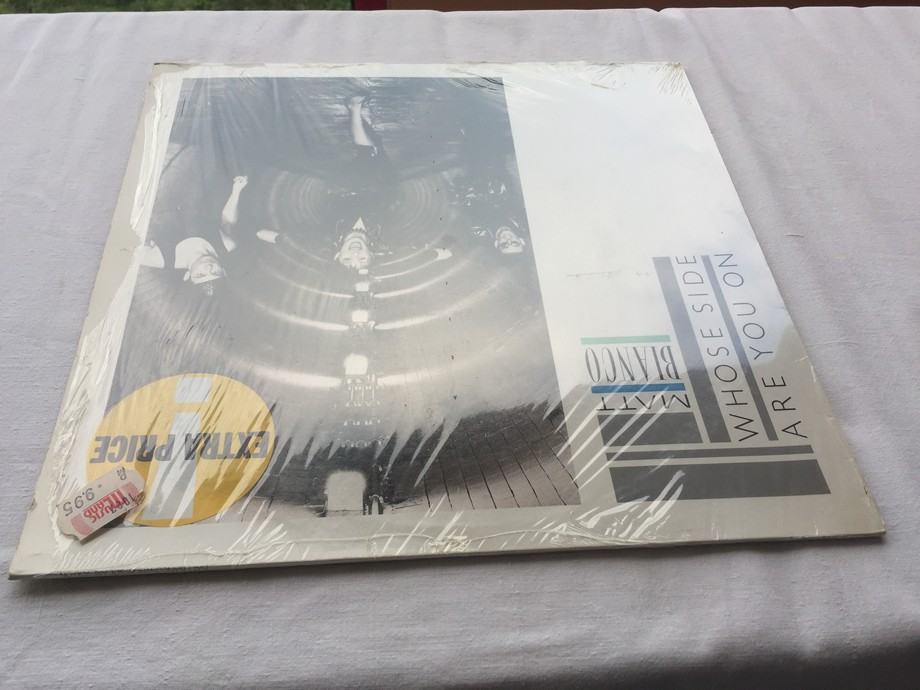 MATT
BIANCO
WHOSE SIDE
ARE YOU ON
i
EXTRA PRICE
9.95